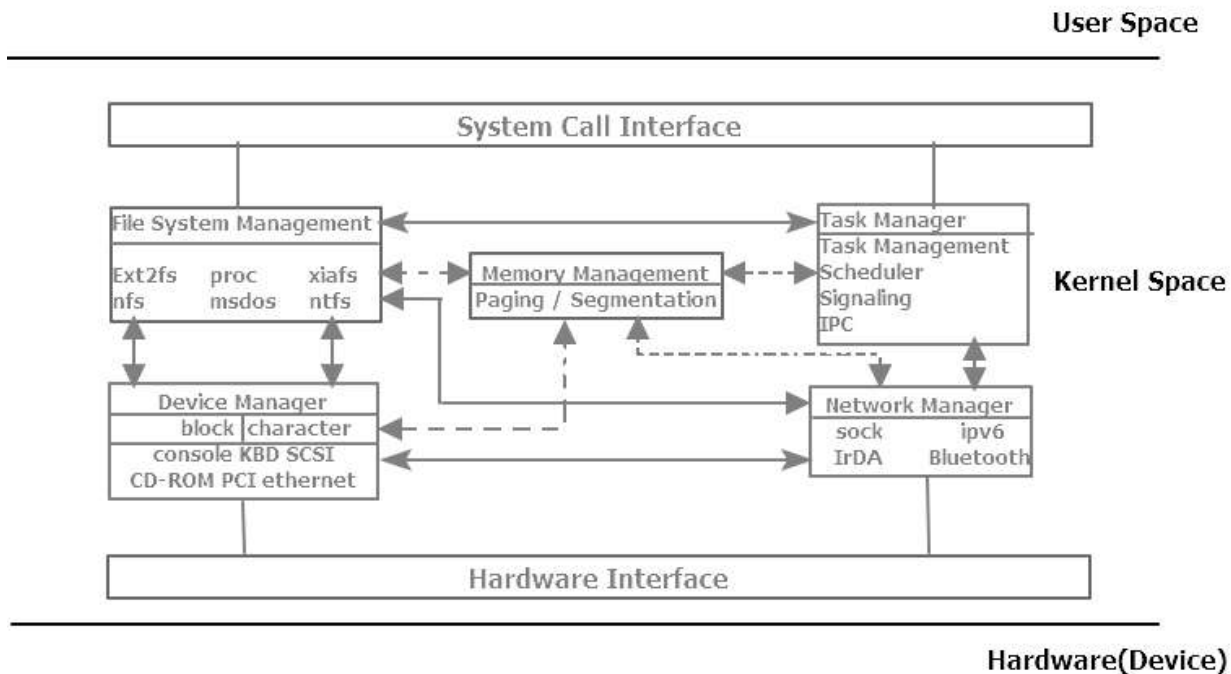 User Space
System Call Interface
File System Management
Ext2fs proc xiafs
nfs msdos ntfs
Memory Management
Paging / Segmentation
Task Manager
Task Management
Scheduler
Signaling
IPC
Kernel Space
Device Manager
block character
console KBD SCSI
CD-ROM PCI ethernet
Network Manager
sock ipv6
IrDA Bluetooth
Hardware Interface
Hardware(Device)